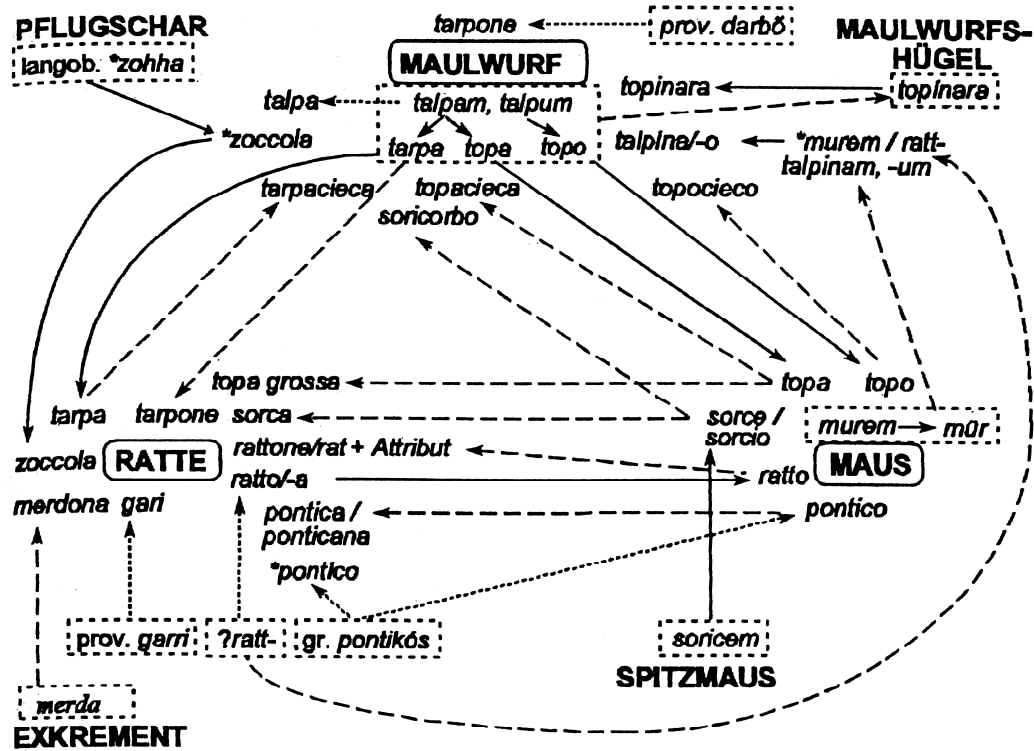 PFLUGSCHAR
langob. *zohha
tarpone
prov. darbŏ
MAULWURFS-
HÜGEL
MAULWURF
topinara
topinara
talpa
talpam, talpum
*zoccola
tarpa topa topo
talpina/-o
*murem / ratt-
talpinam, -um
tarpacieca
topacieca
topocieco
soricorbo
topa grossa
topa topo
tarpa tarpone sorca
sorce /
sorcio
murem
mūr
zoccola
RATTE
rattone/rat + Attribut
ratto/-a
ratto
MAUS
merdona gari
pontica /
ponticana
pontico
*pontico
prov. garri
?ratt-
gr. pontikós
soricem
SPITZMAUS
merda
EXKREMENT